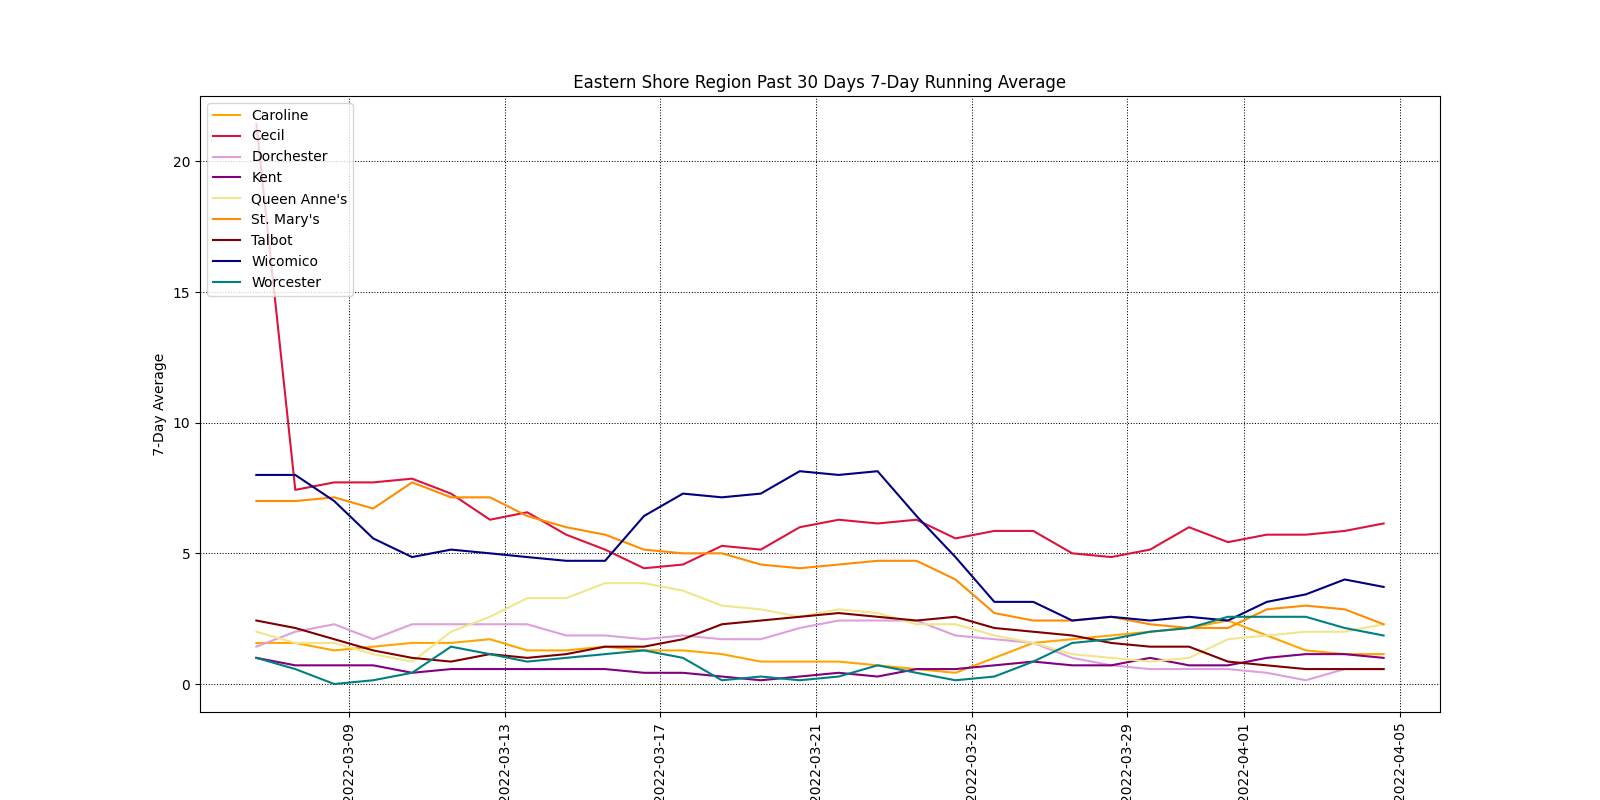 Eastern Shore Region Past 30 Days 7-Day Running Average
Caroline
Cecil
Dorchester
Kent
Queen Anne's
St. Mary's
Talbot
Wicomico
Worcester
20
15
10
5
0
7-Day Average
2022-03-09
2022-03-13
2022-03-17
2022-03-21
2022-03-25
2022-03-29
2022-04-01
2022-04-05